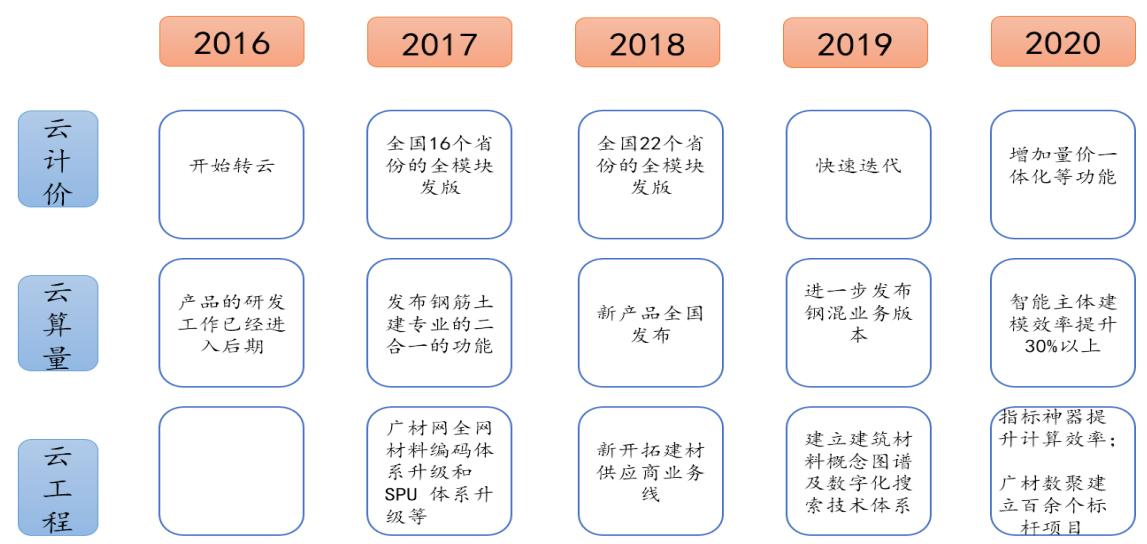 2016
2017
2018
2019
2020
云
计
价
开始转云
全国16个省
份的全模块
发版
全国22个省
份的全模块
发版
快速迭代
增加量价一
体化等功能
云
算
量
产品的研发
工作已经进
入后期
发布钢筋土
建专业的二
合一的功能
新产品全国
发布
进一步发布
钢混业务版
本
智能主体建
模效率提升
30%以上
云
工
程
广材网全网
材料编码体
系升级和
SPU 体系升
级等
新开拓建材
供应商业务
线
建立建筑材
料概念图谱
及数字化搜
索技术体系
指标神器提
升计算效率；
广材数聚建
立百余个标
杆项目